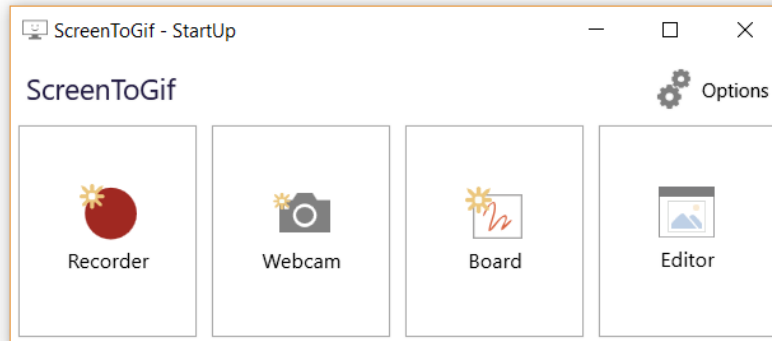 ScreenToGif - StartUp
ScreenToGif
Options
Recorder
Webcam
Board
Editor